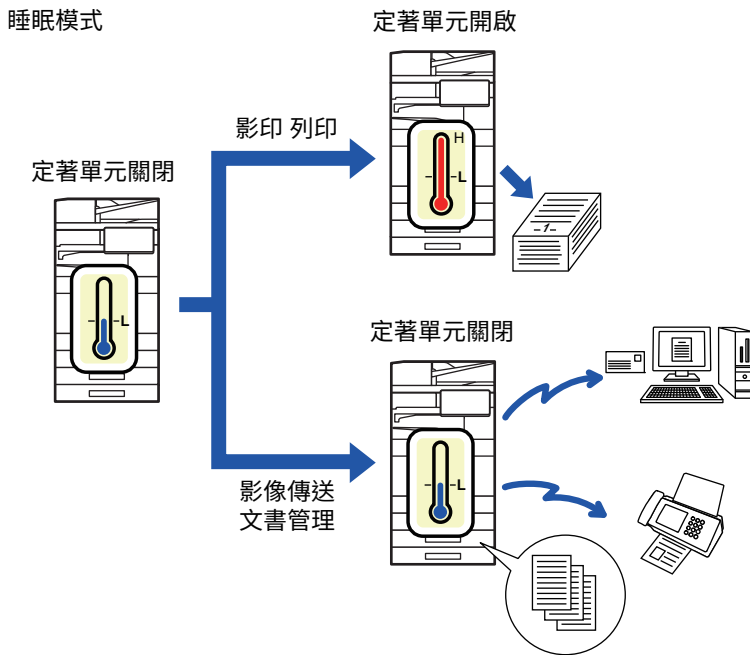 睡眠模式
定著單元開啟
影印 列印
H
L
-1-
定著單元關閉
L
定著單元關閉
L
影像傳送
文書管理